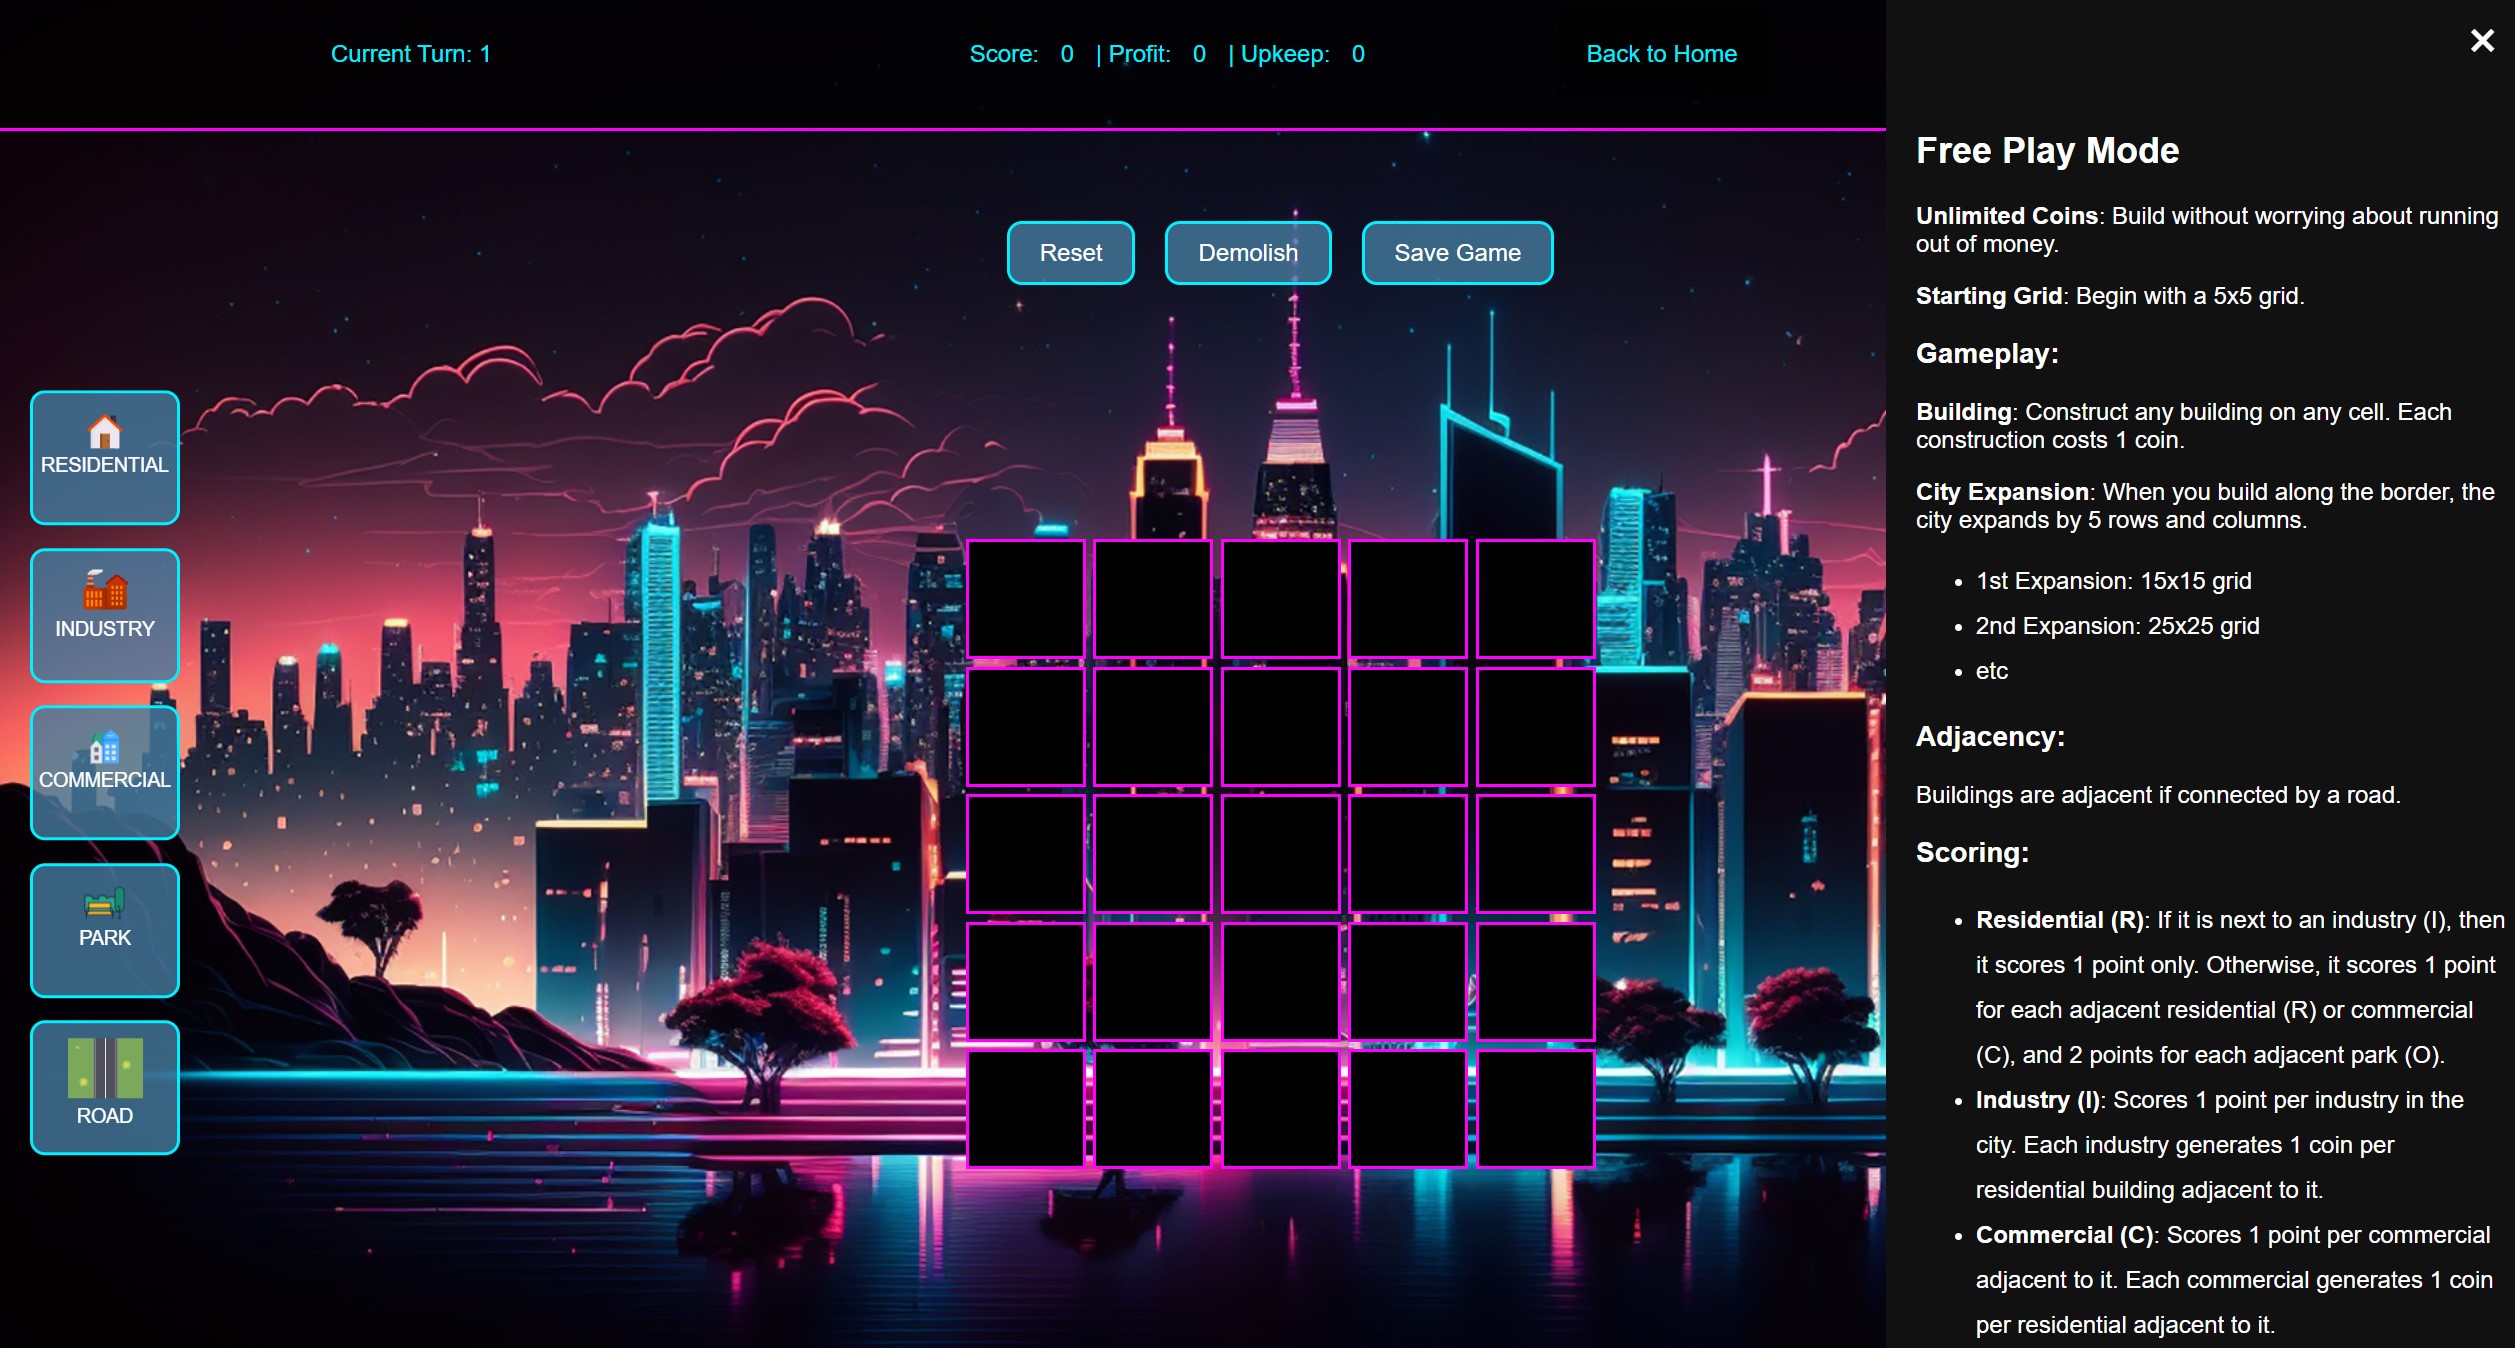 Current Turn: 1
Score: 0 | Profit: 0 | Upkeep: 0
Back to Home
×
Reset
Demolish
Save Game
RESIDENTIAL
INDUSTRY
COMMERCIAL
PARK
ROAD
Free Play Mode
Unlimited Coins: Build without worrying about running
out of money.
Starting Grid: Begin with a 5x5 grid.
Gameplay:
Building: Construct any building on any cell. Each
construction costs 1 coin.
City Expansion: When you build along the border, the
city expands by 5 rows and columns.
• 1st Expansion: 15x15 grid
• 2nd Expansion: 25x25 grid
• etc
Adjacency:
Buildings are adjacent if connected by a road.
Scoring:
• Residential (R): If it is next to an industry (I), then
it scores 1 point only. Otherwise, it scores 1 point
for each adjacent residential (R) or commercial
(C), and 2 points for each adjacent park (O).
• Industry (I): Scores 1 point per industry in the
city. Each industry generates 1 coin per
residential building adjacent to it.
• Commercial (C): Scores 1 point per commercial
adjacent to it. Each commercial generates 1 coin
per residential adjacent to it.